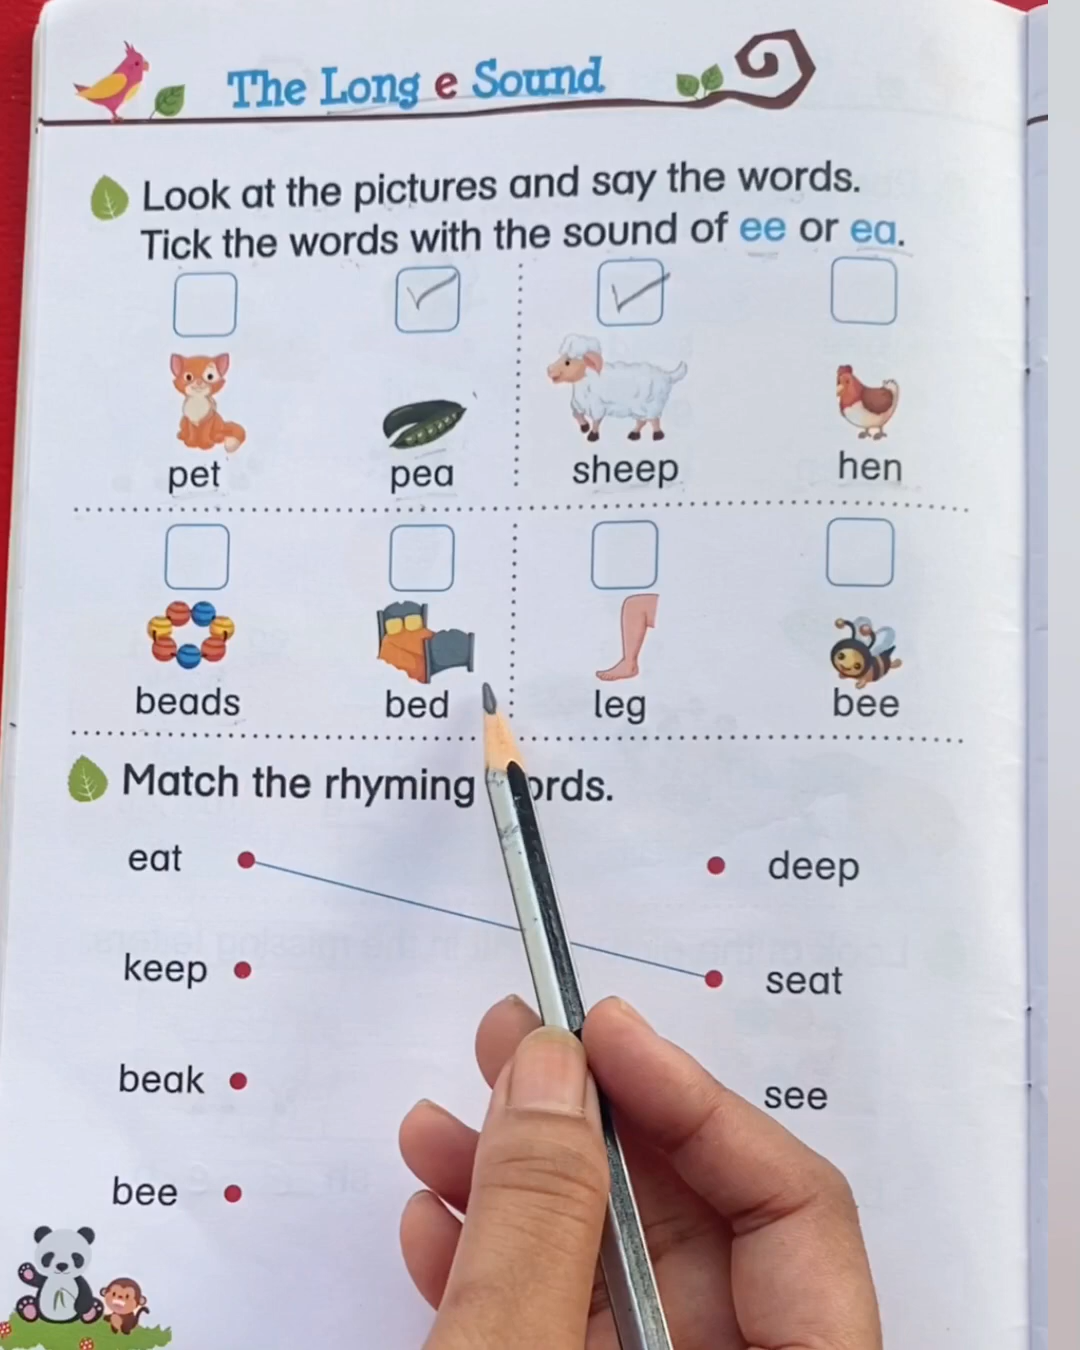 The Long e Sound
Look at the pictures and say the words.
Tick the words with the sound of ee or ea.
pet pea sheep hen
beads bed leg bee
Match the rhyming ords.
eat deep
keep seat
beak see
bee